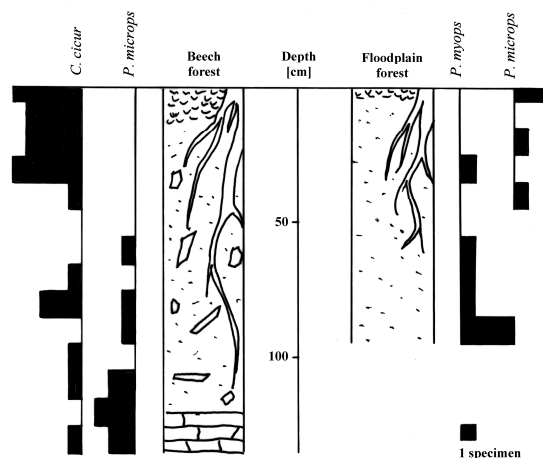 C. cicur
P. microps
Beech
forest
Depth
[cm]
Floodplain
forest
P. myops
P. microps
50
100
1 specimen